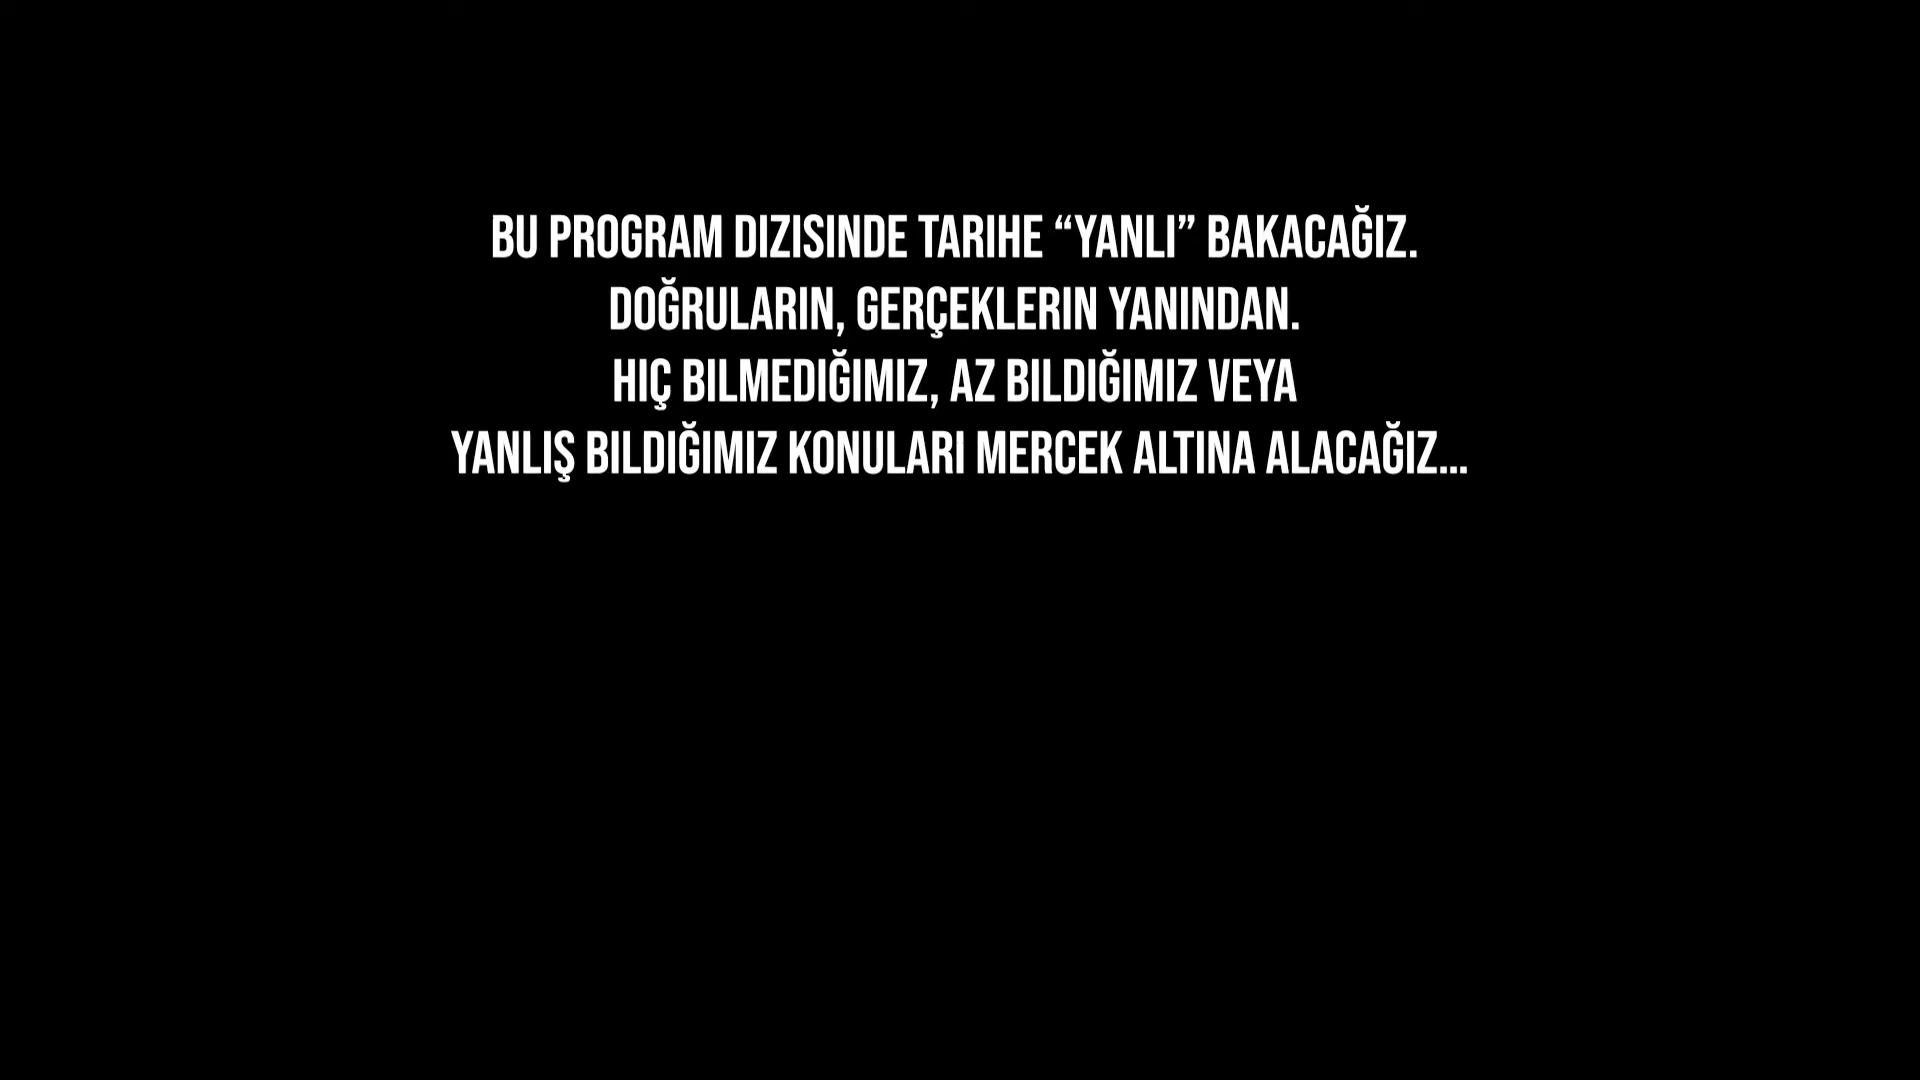 BU PROGRAM DIZISINDE TARIHE “YANLI” BAKACAĞIZ.
DOĞRULARIN, GERÇEKLERIN YANINDAN.
HIÇ BILMEDIĞIMIZ, AZ BILDIĞIMIZ VEYA
YANLIŞ BILDIĞIMIZ KONULARI MERCEK ALTINA ALACAĞIZ...